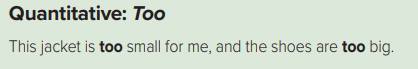 Quantitative: Too
This jacket is too small for me, and the shoes are too big.